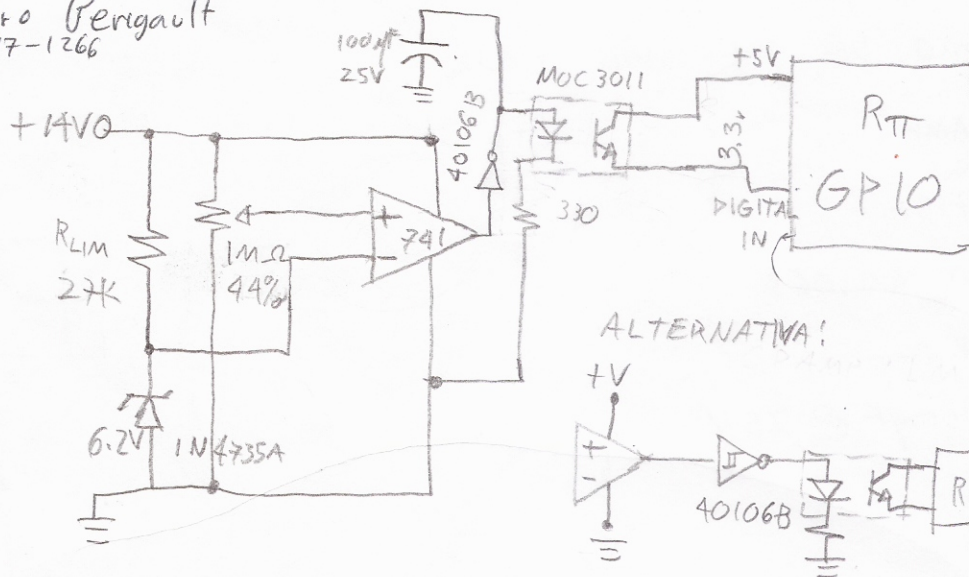 Perigault
7-1266
100µF
25V
MOC3011
+5V
Rπ
GPIO
3.3v
DIGITAL
IN
+14V
40106B
330
+
741
-
RLIM
27K
1MΩ
44%
6.2V
1N4735A
ALTERNATIVA:
+V
+
-
40106B
R